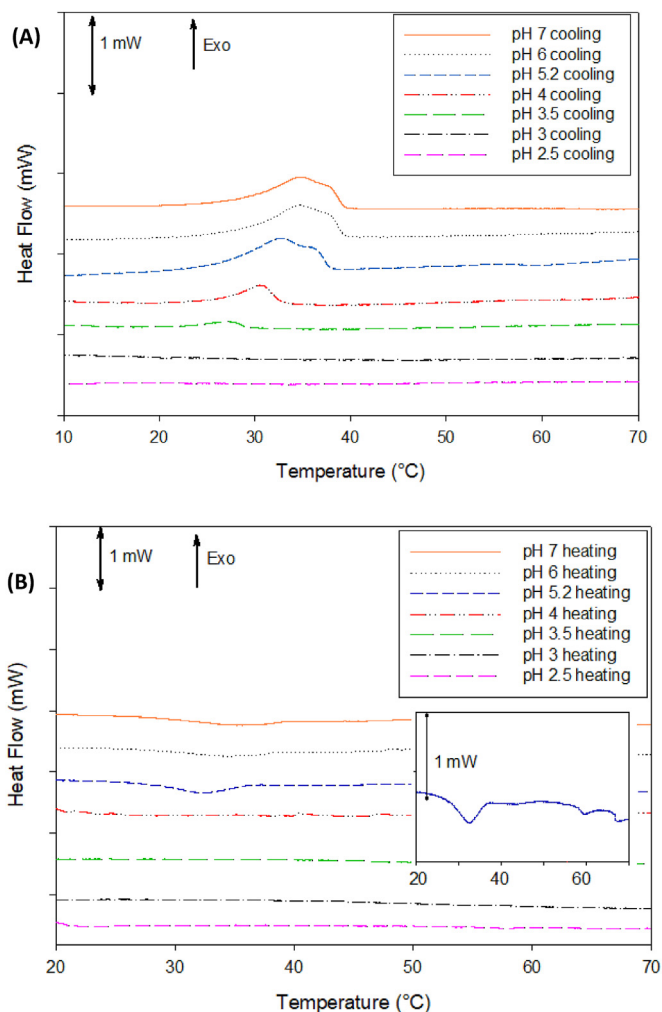 (A)
1 mW
Exo
pH 7 cooling
pH 6 cooling
pH 5.2 cooling
pH 4 cooling
pH 3.5 cooling
pH 3 cooling
pH 2.5 cooling
Heat Flow (mW)
10 20 30 40 50 60 70
Temperature (°C)
(B)
1 mW
Exo
pH 7 heating
pH 6 heating
pH 5.2 heating
pH 4 heating
pH 3.5 heating
pH 3 heating
pH 2.5 heating
Heat Flow (mW)
1 mW
20 40 60
20 30 40 50 60 70
Temperature (°C)